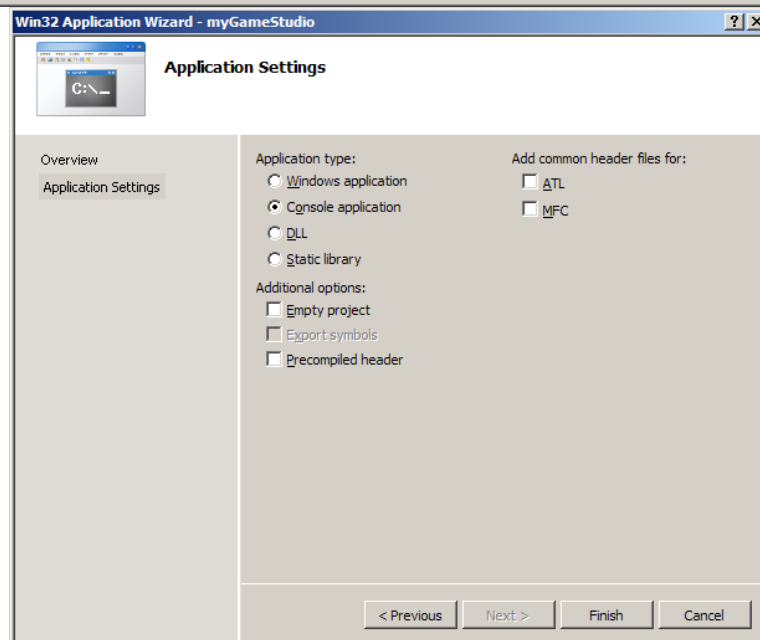 Win32 Application Wizard - myGameStudio
C:\_
Application Settings
Overview
Application Settings
Application type:
Windows application
Console application
DLL
Static library
Additional options:
Empty project
Export symbols
Precompiled header
Add common header files for:
ATL
MFC
< Previous
Next >
Finish
Cancel